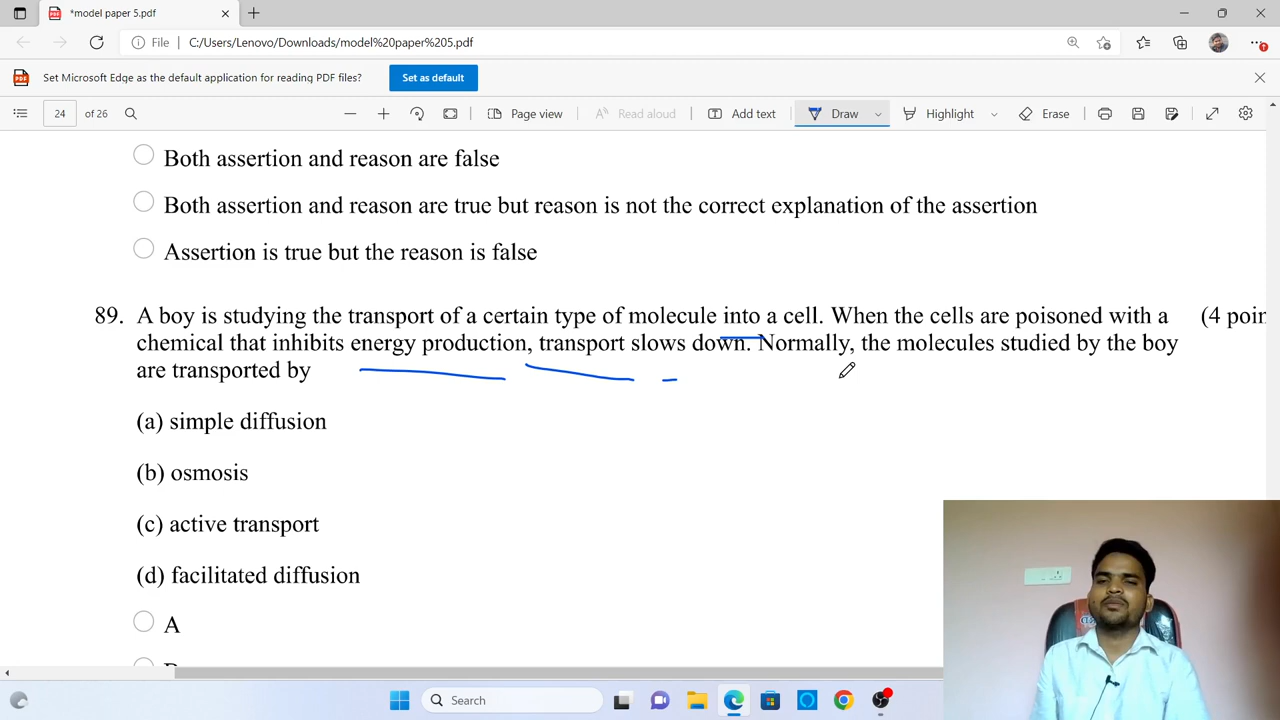 *model paper 5.pdf
File C:/Users/Lenovo/Downloads/model%20paper%205.pdf
Set Microsoft Edge as the default application for reading PDF files? Set as default
24 of 26 Page view Read aloud Add text Draw Highlight Erase
Both assertion and reason are false
Both assertion and reason are true but reason is not the correct explanation of the assertion
Assertion is true but the reason is false
89. A boy is studying the transport of a certain type of molecule into a cell. When the cells are poisoned with a (4 poin
chemical that inhibits energy production, transport slows down. Normally, the molecules studied by the boy
are transported by
(a) simple diffusion
(b) osmosis
(c) active transport
(d) facilitated diffusion
A
Search